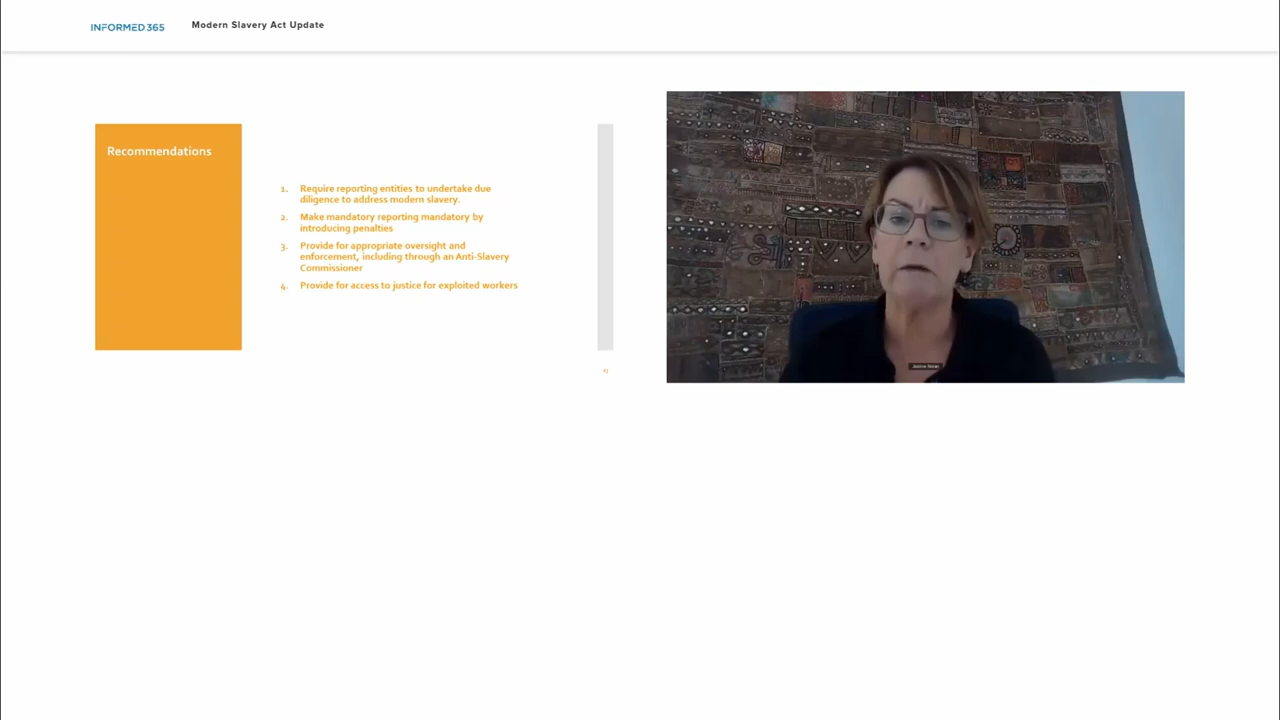 INFORMED 365
Modern Slavery Act Update
Recommendations
1. Require reporting entities to undertake due
diligence to address modern slavery.
2. Make mandatory reporting mandatory by
introducing penalties
3. Provide for appropriate oversight and
enforcement, including through an Anti-Slavery
Commissioner
4. Provide for access to justice for exploited workers
Justine Nolan